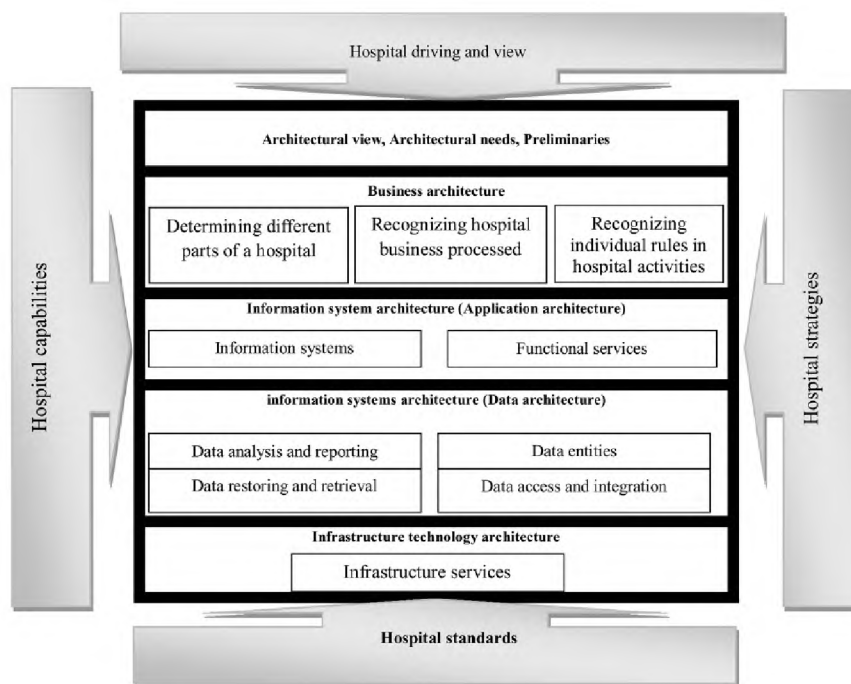 Hospital driving and view
Architectural view, Architectural needs, Preliminaries
Business architecture
Determining different
parts of a hospital
Recognizing hospital
business processed
Recognizing
individual rules in
hospital activities
Information system architecture (Application architecture)
Information systems
Functional services
information systems architecture (Data architecture)
Data analysis and reporting
Data entities
Data restoring and retrieval
Data access and integration
Infrastructure technology architecture
Infrastructure services
Hospital capabilities
Hospital strategies
Hospital standards